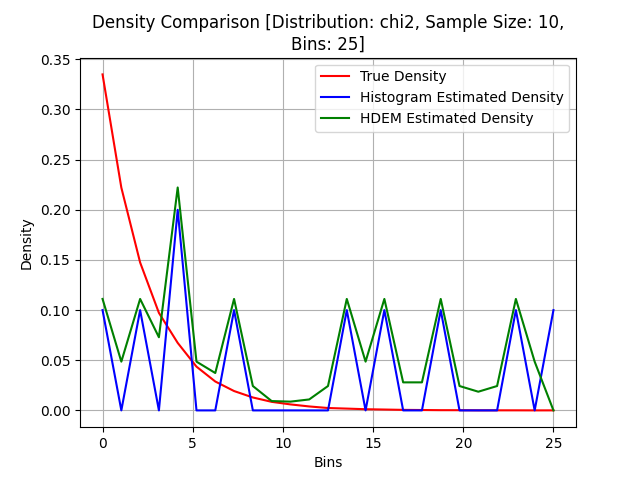 Density Comparison [Distribution: chi2, Sample Size: 10,
Bins: 25]
True Density
Histogram Estimated Density
HDEM Estimated Density
Density
0.35
0.30
0.25
0.20
0.15
0.10
0.05
0.00
0 5 10 15 20 25
Bins